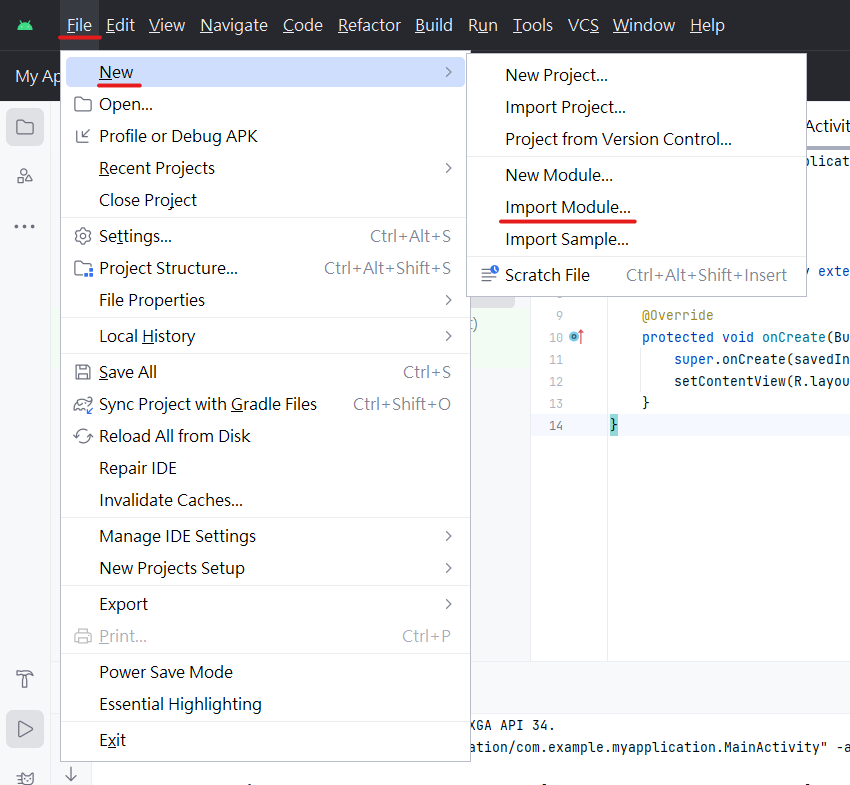 File Edit View Navigate Code Refactor Build Run Tools VCS Window Help
My Ap
New
Open...
Profile or Debug APK
Recent Projects
Close Project
Settings... Ctrl+Alt+S
Project Structure... Ctrl+Alt+Shift+S
File Properties
Local History
Save All Ctrl+S
Sync Project with Gradle Files Ctrl+Shift+O
Reload All from Disk
Repair IDE
Invalidate Caches...
Manage IDE Settings
New Projects Setup
Export
Print... Ctrl+P
Power Save Mode
Essential Highlighting
Exit
New Project...
Import Project...
Project from Version Control...
New Module...
Import Module...
Import Sample...
Scratch File Ctrl+Alt+Shift+Insert
Activit
plicat
y exte
9 @Override
10 protected void onCreate(Bu
11 super.onCreate(savedIn
12 setContentView(R.layou
13 }
14 }
XGA API 34.
ation/com.example.myapplication.MainActivity" -a